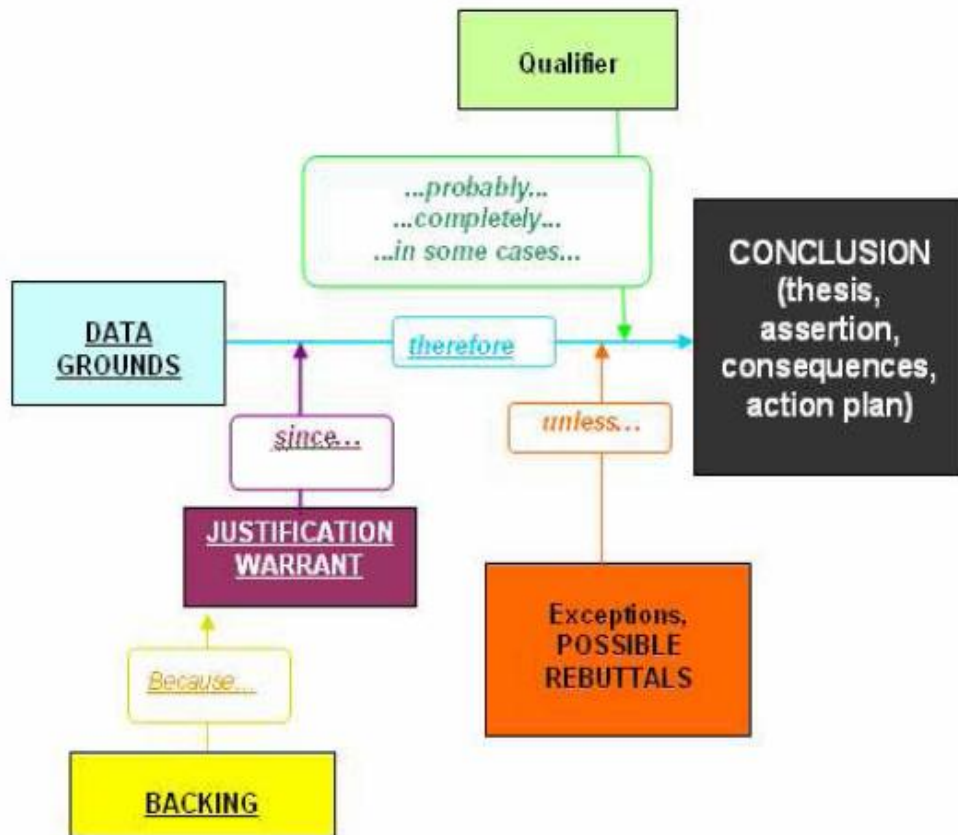 Qualifier
...probably...
...completely...
...in some cases...
CONCLUSION
(thesis,
assertion,
consequences,
action plan)
DATA
GROUNDS
therefore
since...
unless...
JUSTIFICATION
WARRANT
Exceptions,
POSSIBLE
REBUTTALS
Because...
BACKING